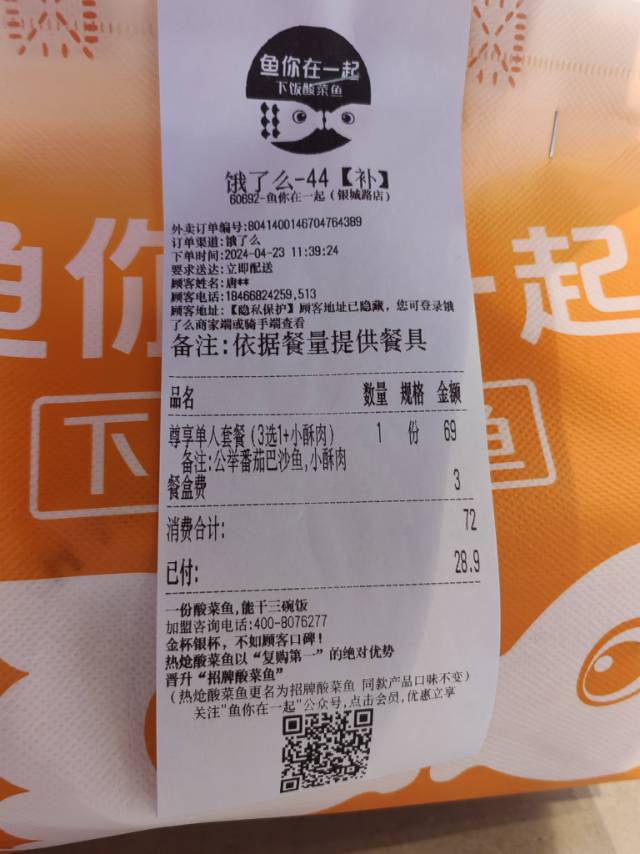 鱼你在一起
下饭酸菜鱼
饿了么-44【补】
60692-鱼你在一起(银城路店)
外卖订单编号:8041400146704764389
订单渠道:饿了么
下单时间:2024-04-23 11:39:24
要求送达:立即配送
顾客姓名:唐**
顾客电话:18466824259,513
顾客地址:【隐私保护】顾客地址已隐藏，您可登录饿
了么商家端或骑手端查看
备注:依据餐量提供餐具
品名 数量 规格 金额
尊享单人套餐(3选1+小酥肉) 1 份 69
备注:公举番茄巴沙鱼,小酥肉
餐盒费 3
消费合计: 72
已付: 28.9
一份酸菜鱼,能干三碗饭
加盟咨询电话:400-8076277
金杯银杯，不如顾客口碑!
热炝酸菜鱼以“复购第一”的绝对优势
晋升“招牌酸菜鱼”
(热炝酸菜鱼更名为招牌酸菜鱼 同款产品口味不变)
关注"鱼你在一起"公众号,点击会员,优惠立享
鱼你 起
下